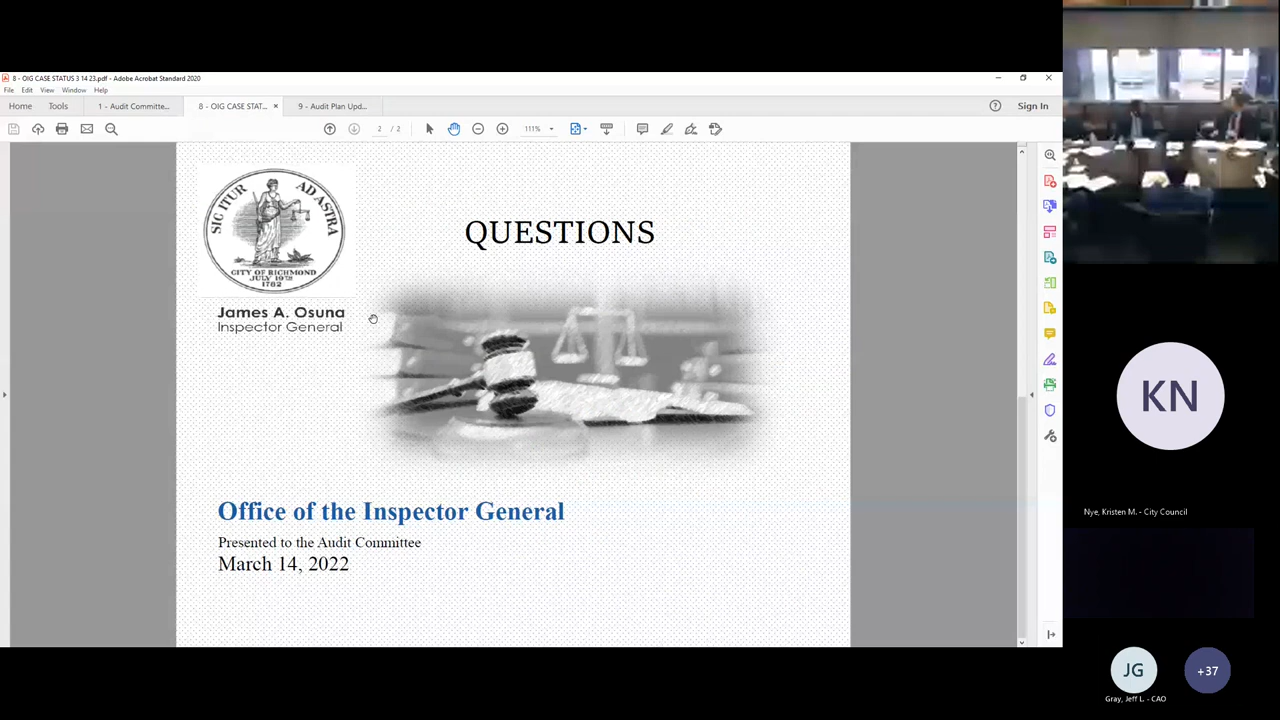 8 - OIG CASE STATUS 3 14 23.pdf - Adobe Acrobat Standard 2020
File Edit View Window Help
Home Tools 1 - Audit Committe... 8 - OIG CASE STAT... × 9 - Audit Plan Upd... Sign In
2 / 2 111%
SIC ITUR AD ASTRA
CITY OF RICHMOND
JULY 19TH
1782
QUESTIONS
James A. Osuna
Inspector General
Office of the Inspector General
Presented to the Audit Committee
March 14, 2022
KN
Nye, Kristen M. - City Council
JG
+37
Gray, Jeff L. - CAO